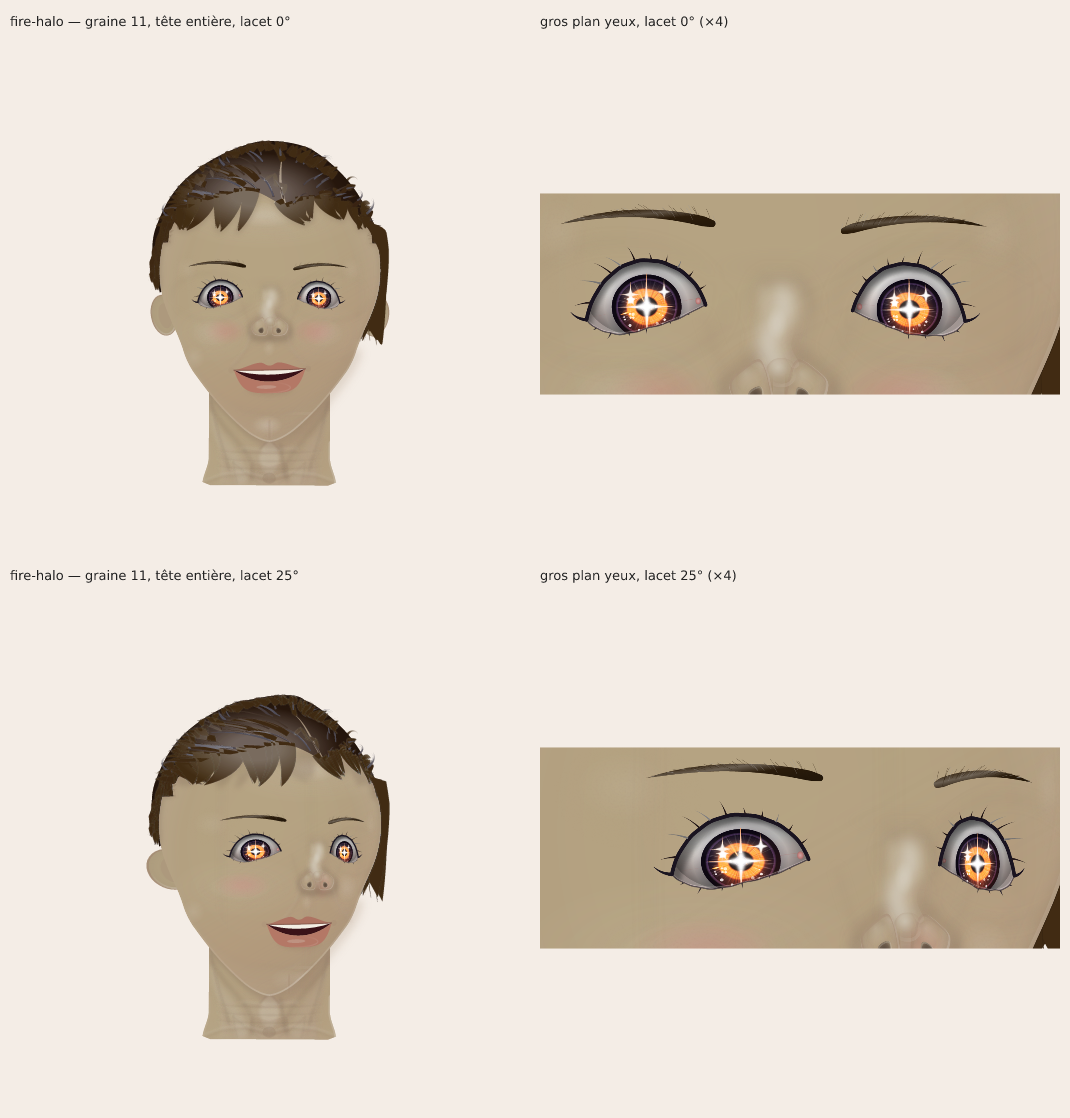 fire-halo — graine 11, tête entière, lacet 0°
gros plan yeux, lacet 0° (×4)
fire-halo — graine 11, tête entière, lacet 25°
gros plan yeux, lacet 25° (×4)